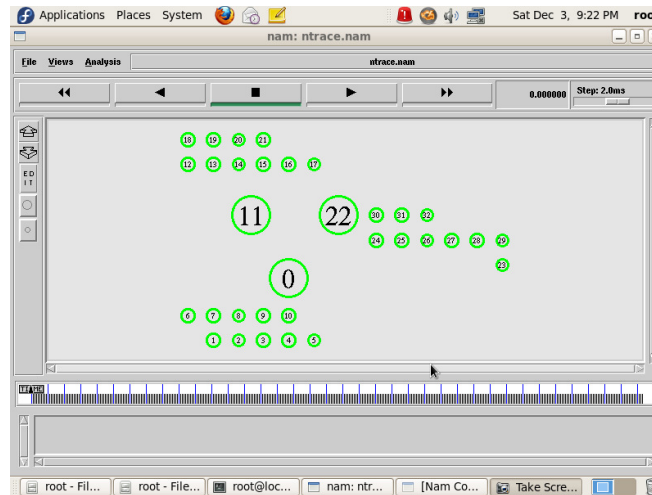 Applications Places System Sat Dec 3, 9:22 PM roo
nam: ntrace.nam
File Views Analysis ntrace.nam
0.000000 Step: 2.0ms
ED
IT
18 19 20 21
12 13 14 15 16 17
11 22 30 31 32
24 25 26 27 28 29
23
0
6 7 8 9 10
1 2 3 4 5
TIME
root - Fil... root - File... root@loc... nam: ntr... [Nam Co... Take Scre...